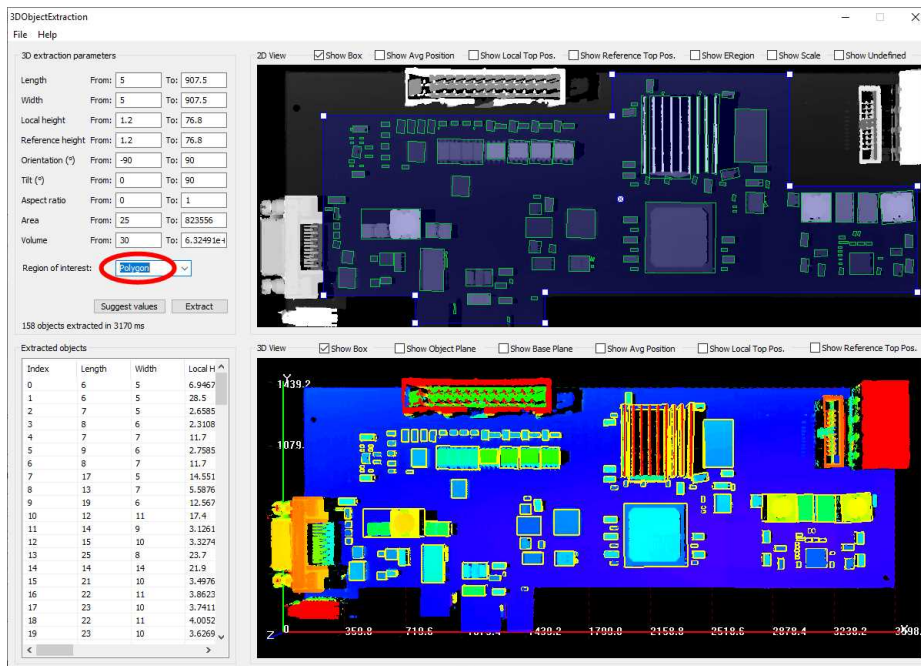 3DObjectExtraction
File Help
3D extraction parameters
Length From: 5 To: 907.5
Width From: 5 To: 907.5
Local height From: 1.2 To: 76.8
Reference height From: 1.2 To: 76.8
Orientation (°) From: -90 To: 90
Tilt (°) From: 0 To: 90
Aspect ratio From: 0 To: 1
Area From: 25 To: 823556
Volume From: 30 To: 6.32491e+
Region of interest: Polygon
Suggest values Extract
158 objects extracted in 3170 ms
2D View Show Box Show Avg Position Show Local Top Pos. Show Reference Top Pos. Show ERegion Show Scale Show Undefined
Extracted objects
Index Length Width Local H
0 6 5 6.9467
1 6 5 28.5
2 7 5 2.6585
3 8 6 2.3108
4 7 7 11.7
5 9 6 2.7585
6 8 7 11.7
7 17 5 14.551
8 13 7 5.5876
9 19 6 12.567
10 12 11 17.4
11 14 9 3.1261
12 15 10 3.3274
13 25 8 23.7
14 14 14 21.9
15 21 10 3.4976
16 22 11 3.8623
17 23 10 3.7411
18 22 11 4.0052
19 23 10 3.6269
3D View Show Box Show Object Plane Show Base Plane Show Avg Position Show Local Top Pos. Show Reference Top Pos.
Y
1439.2
1079.
0
Z 359.8 719.6 1439.2 1799.0 2158.8 2518.6 2878.4 3238.2
X